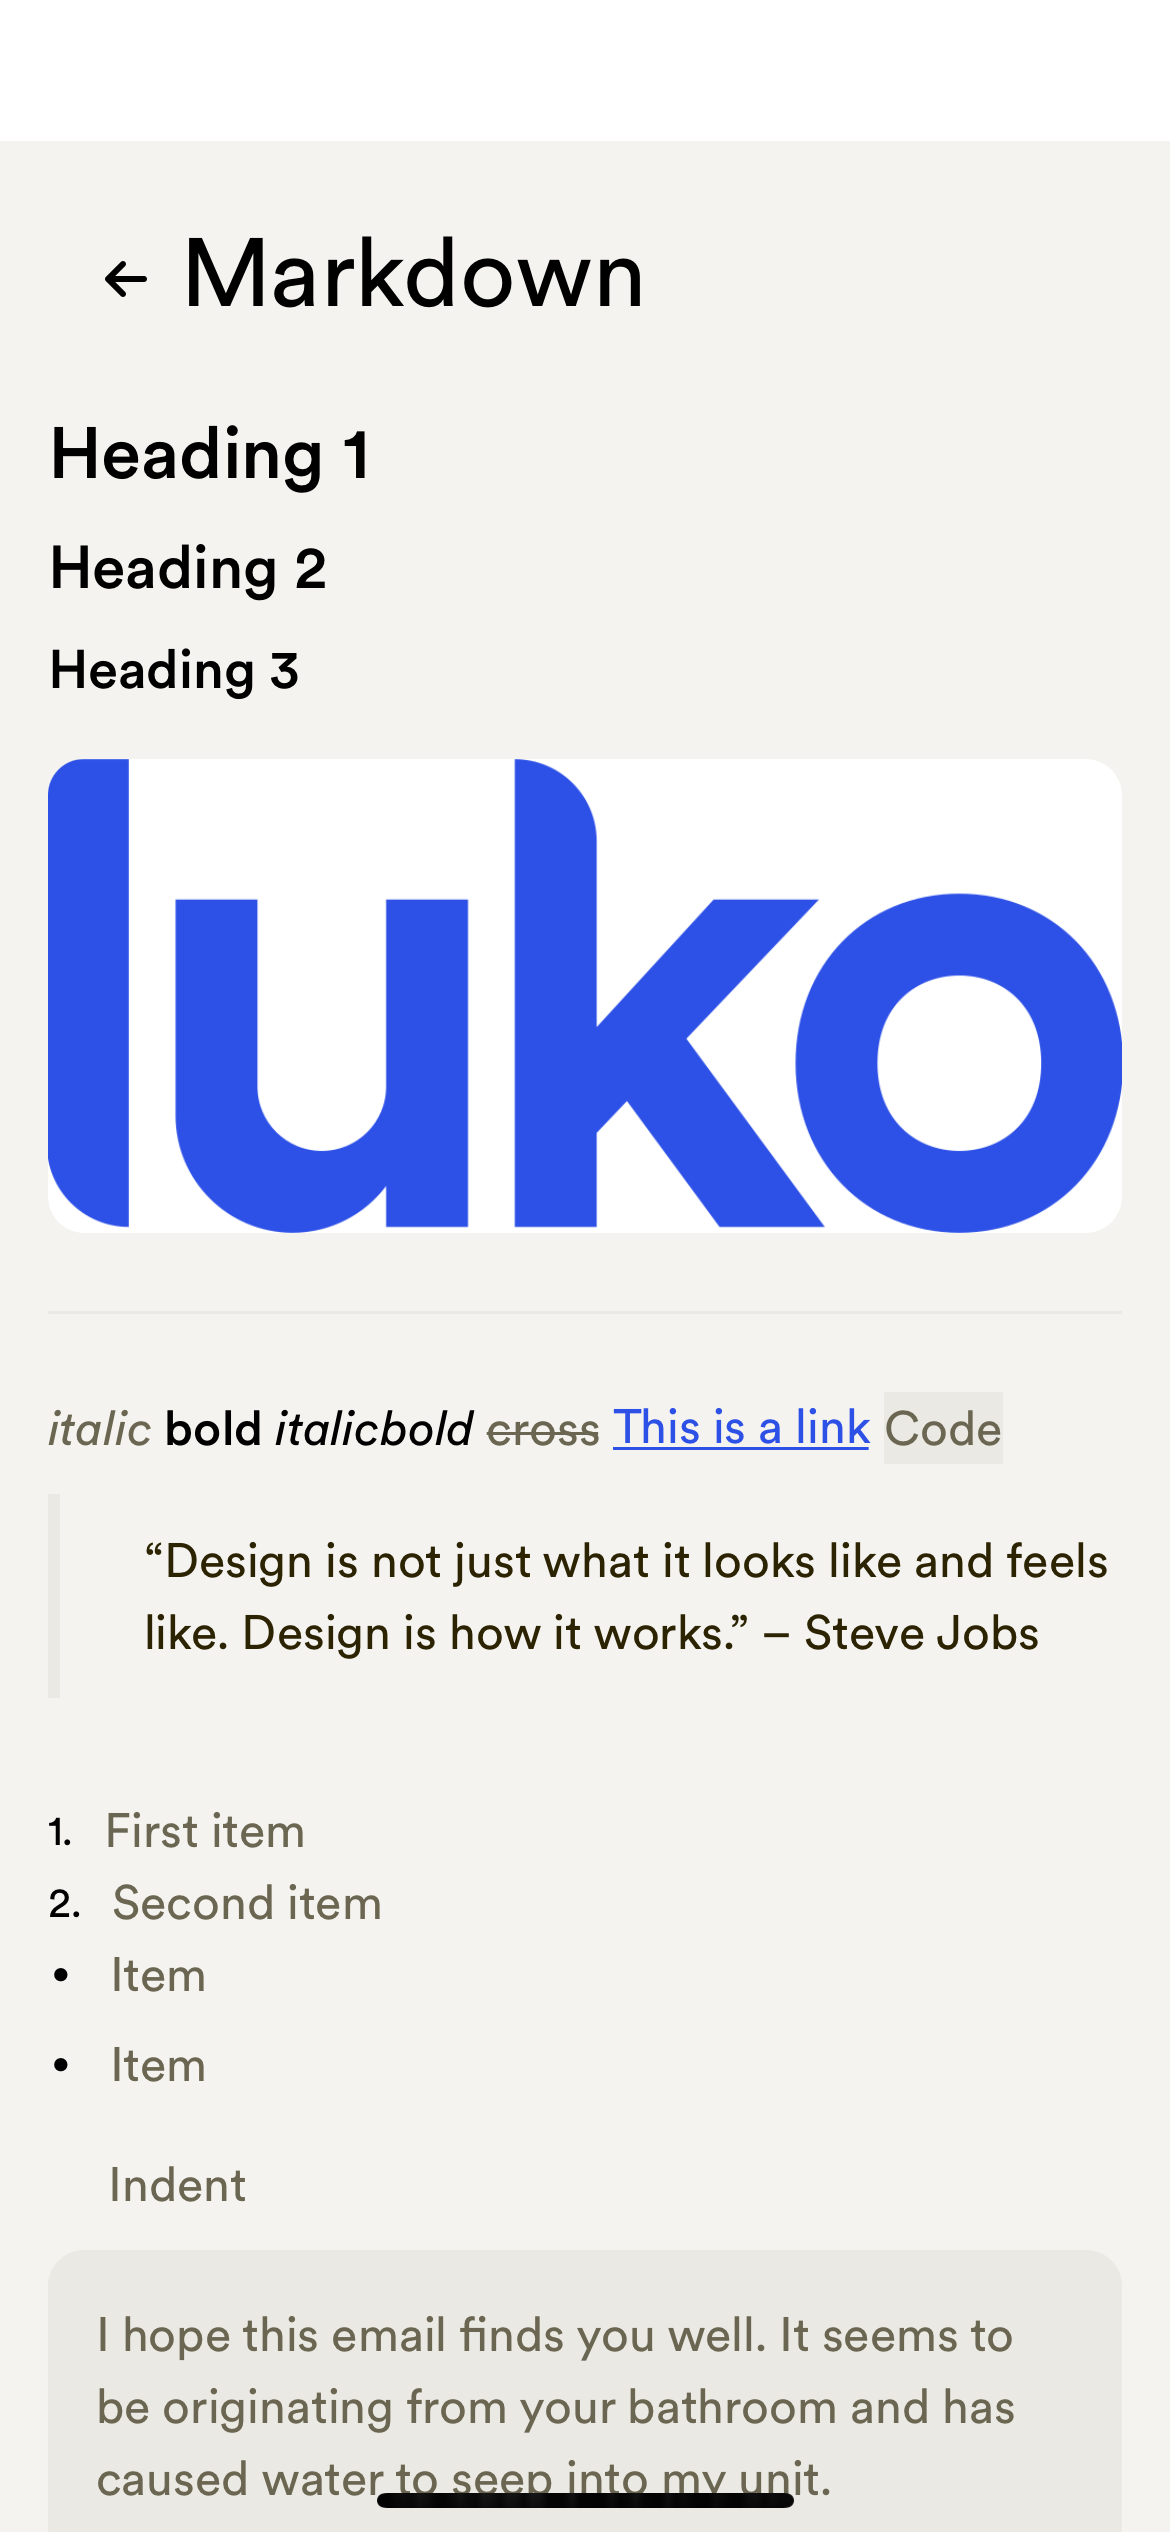 Markdown
Heading 1
Heading 2
Heading 3
luko
italic bold italicbold cross This is a link Code
“Design is not just what it looks like and feels
like. Design is how it works.” – Steve Jobs
1. First item
2. Second item
• Item
• Item
Indent
I hope this email finds you well. It seems to
be originating from your bathroom and has
caused water to seep into my unit.